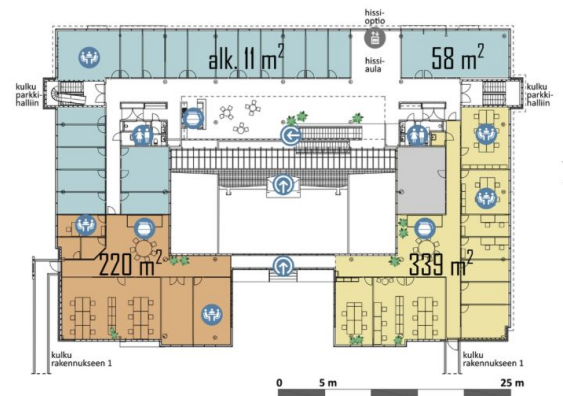 hissi-
optio
alk. 11 m²
hissi-
aula
58 m²
kulku
parkki-
halliin
kulku
parkki-
halliin
220 m²
339 m²
kulku
rakennukseen 1
kulku
rakennukseen 1
0 5 m 25 m